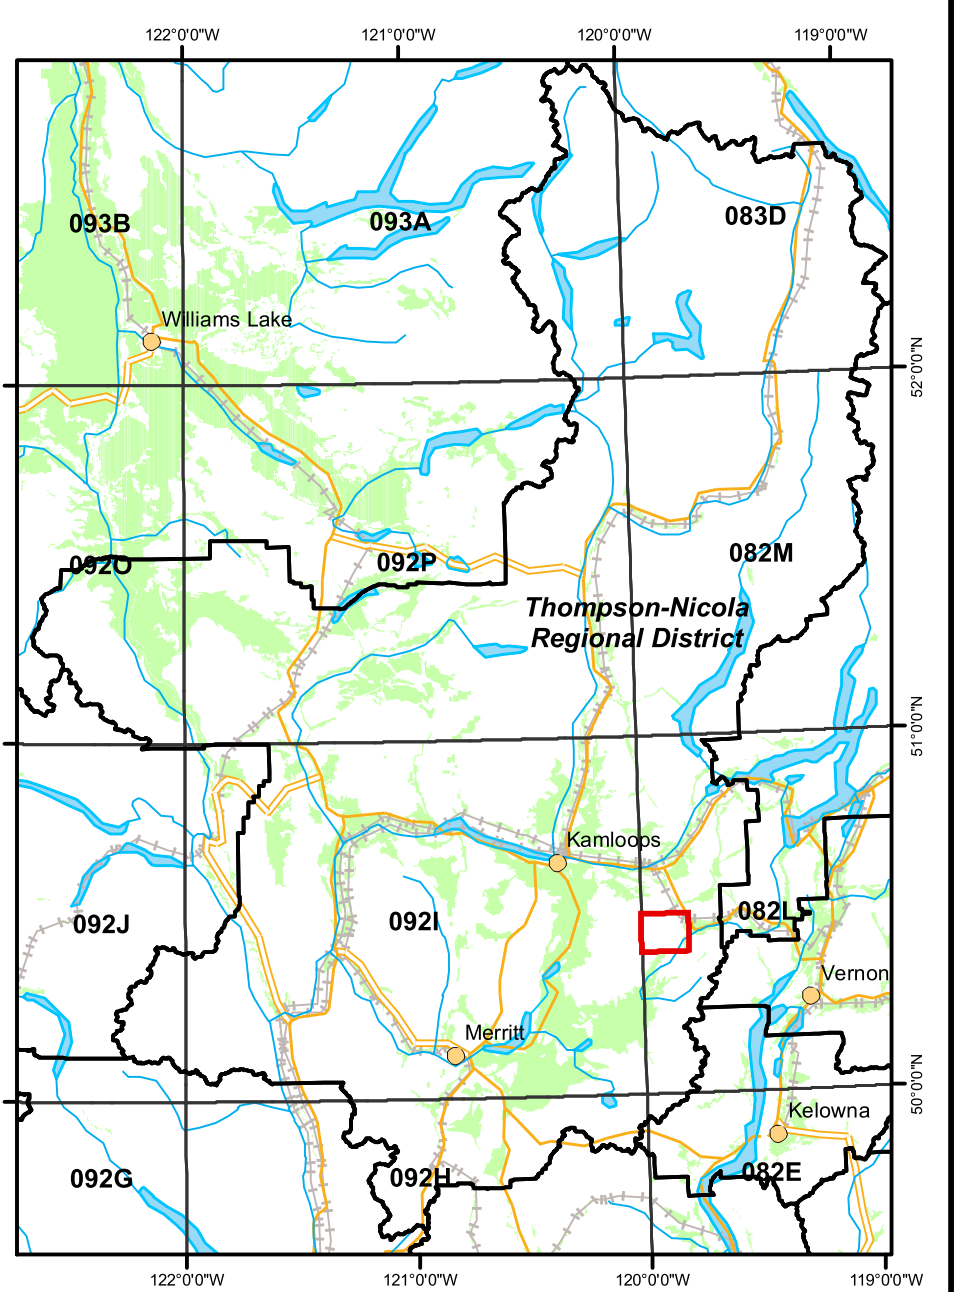 122°0'0"W 121°0'0"W 120°0'0"W 119°0'0"W
093B
093A
083D
Williams Lake
52°0'0"N
092O
092P
082M
Thompson-Nicola
Regional District
51°0'0"N
Kamloops
092J
092I
082L
Vernon
Merritt
50°0'0"N
Kelowna
092G
092H
082E
122°0'0"W 121°0'0"W 120°0'0"W 119°0'0"W